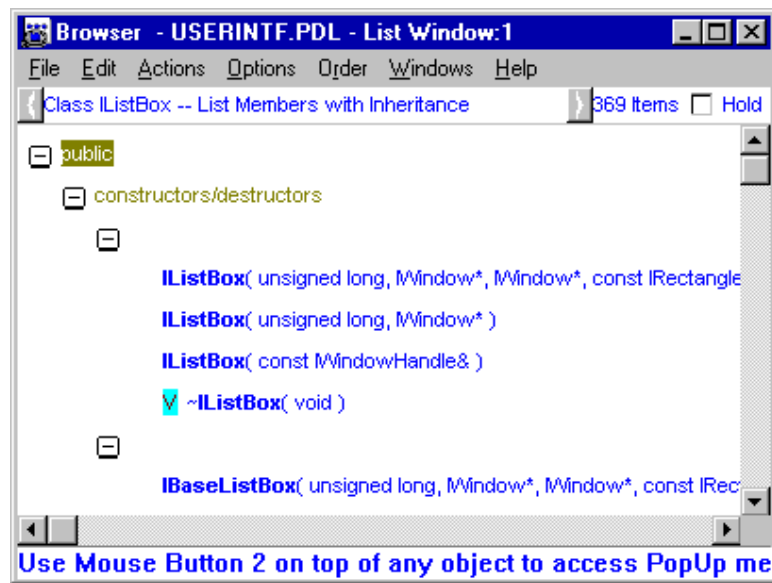 Browser - USERINTF.PDL - List Window:1
File Edit Actions Options Order Windows Help
Class IListBox -- List Members with Inheritance 369 Items Hold
public
constructors/destructors
IListBox( unsigned long, IWindow*, IWindow*, const IRectangle
IListBox( unsigned long, IWindow* )
IListBox( const IWindowHandle& )
V ~IListBox( void )
IBaseListBox( unsigned long, IWindow*, IWindow*, const IRec
Use Mouse Button 2 on top of any object to access PopUp me